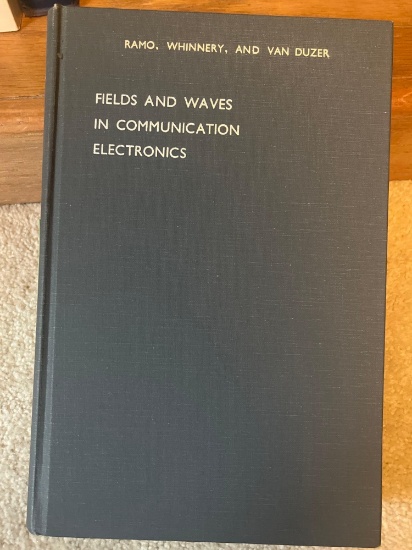 RAMO, WHINNERY, AND VAN DUZER
FIELDS AND WAVES
IN COMMUNICATION
ELECTRONICS